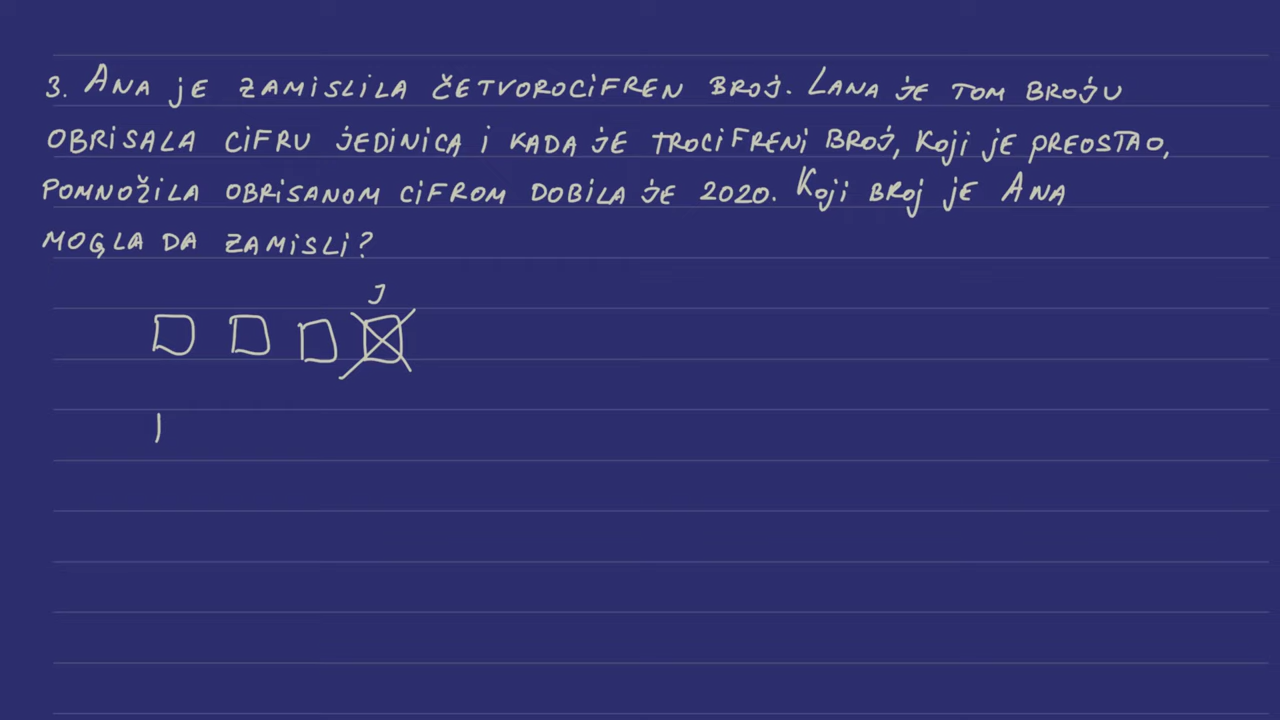 3. ANA JE ZAMISLILA ČETVOROCIFREN BROJ. LANA JE TOM BROJU
OBRISALA CIFRU JEDINICA I KADA JE TROCIFRENI BROJ, KOJI JE PREOSTAO,
POMNOŽILA OBRISANOM CIFROM DOBILA JE 2020. KOJI BROJ JE ANA
MOGLA DA ZAMISLI?
J